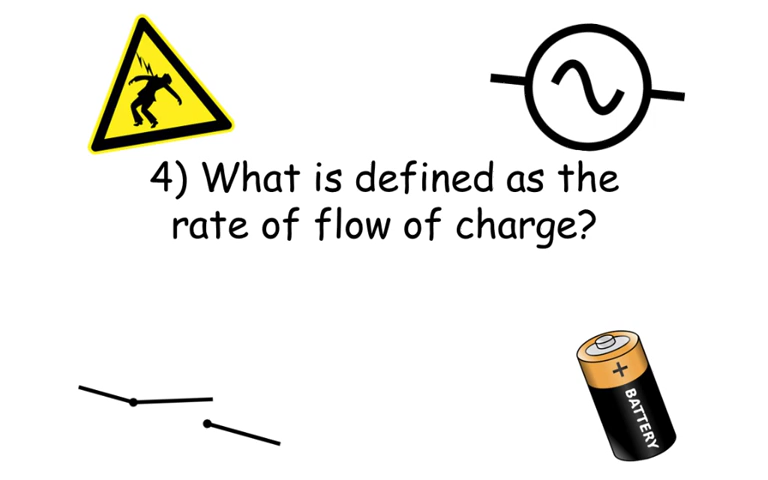 4) What is defined as the
rate of flow of charge?
+
BATTERY